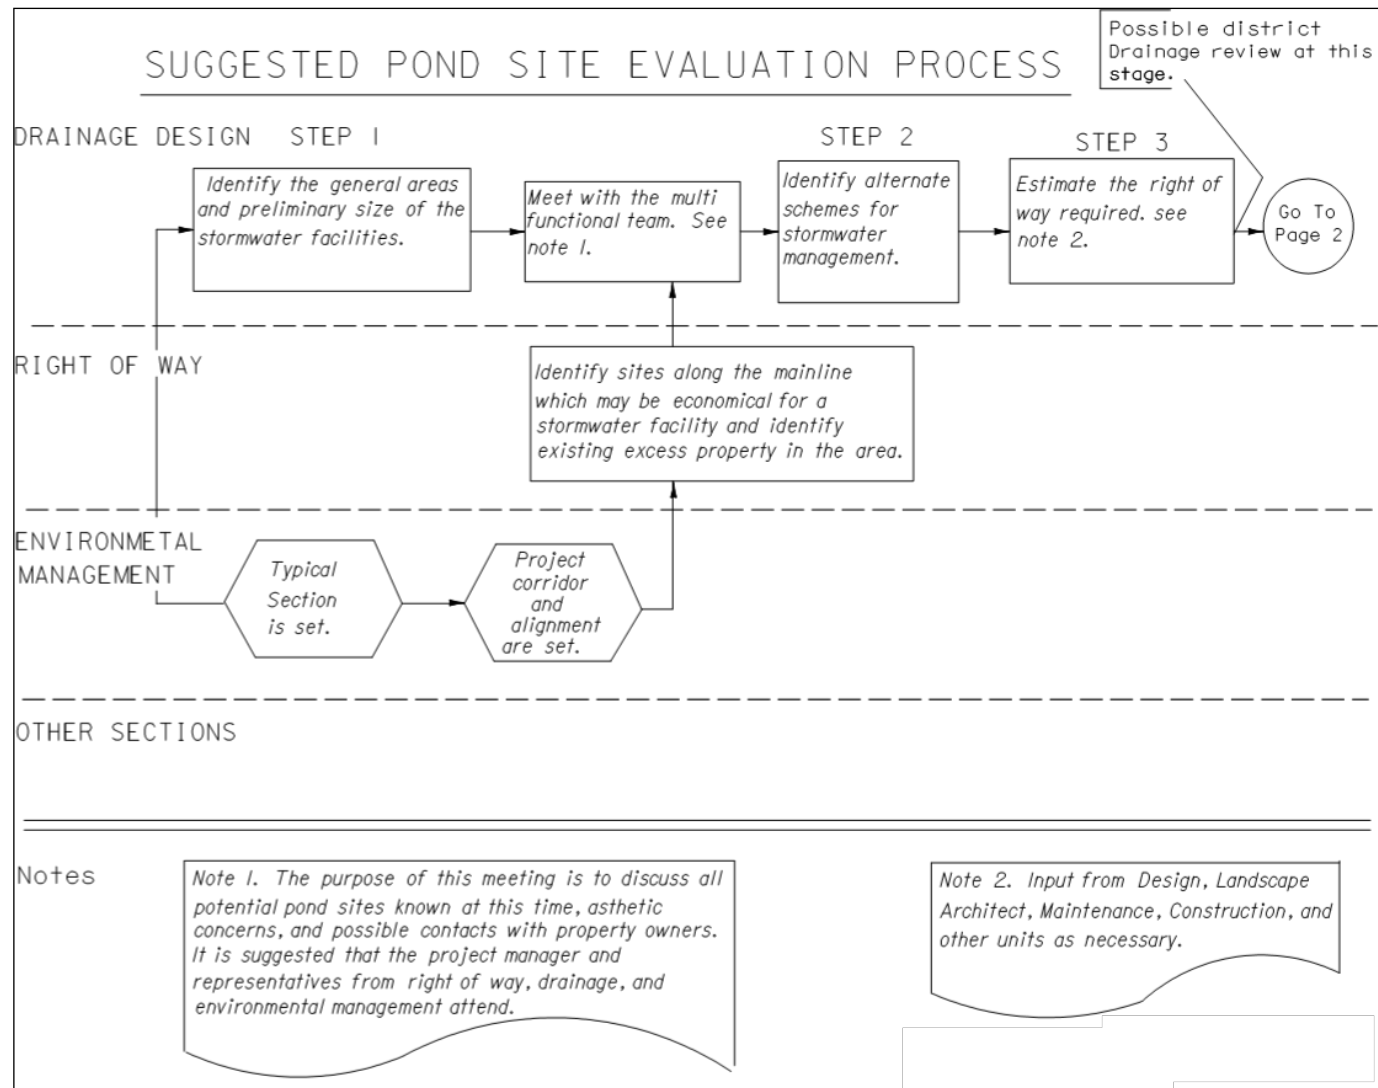 Possible district
Drainage review at this
stage.
SUGGESTED POND SITE EVALUATION PROCESS
DRAINAGE DESIGN STEP 1
STEP 2
STEP 3
Identify the general areas
and preliminary size of the
stormwater facilities.
Meet with the multi
functional team. See
note 1.
Identify alternate
schemes for
stormwater
management.
Estimate the right of
way required. see
note 2.
Go To
Page 2
RIGHT OF WAY
Identify sites along the mainline
which may be economical for a
stormwater facility and identify
existing excess property in the area.
ENVIRONMETAL
MANAGEMENT
Typical
Section
is set.
Project
corridor
and
alignment
are set.
OTHER SECTIONS
Notes
Note 1. The purpose of this meeting is to discuss all
potential pond sites known at this time, asthetic
concerns, and possible contacts with property owners.
It is suggested that the project manager and
representatives from right of way, drainage, and
environmental management attend.
Note 2. Input from Design, Landscape
Architect, Maintenance, Construction, and
other units as necessary.